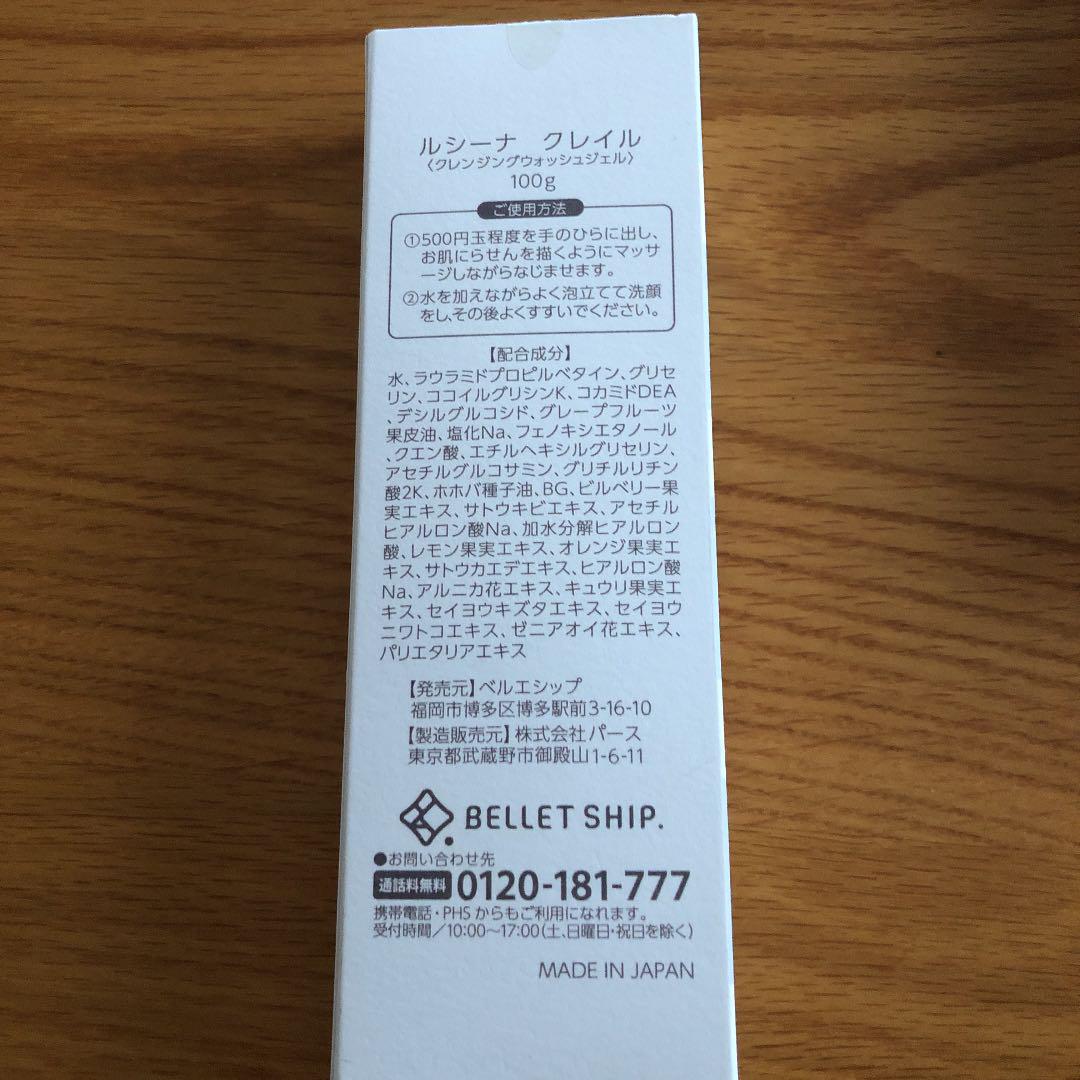 ルシーナ　クレイル
〈クレンジングウォッシュジェル〉
100g
ご使用方法
①500円玉程度を手のひらに出し、
お肌にらせんを描くようにマッサ
ージしながらなじませます。
②水を加えながらよく泡立てて洗顔
をし、その後よくすすいでください。
【配合成分】
水、ラウラミドプロピルベタイン、グリセ
リン、ココイルグリシンK、コカミドDEA
、デシルグルコシド、グレープフルーツ
果皮油、塩化Na、フェノキシエタノール
、クエン酸、エチルヘキシルグリセリン、
アセチルグルコサミン、グリチルリチン
酸2K、ホホバ種子油、BG、ビルベリー果
実エキス、サトウキビエキス、アセチル
ヒアルロン酸Na、加水分解ヒアルロン
酸、レモン果実エキス、オレンジ果実エ
キス、サトウカエデエキス、ヒアルロン酸
Na、アルニカ花エキス、キュウリ果実エ
キス、セイヨウキズタエキス、セイヨウ
ニワトコエキス、ゼニアオイ花エキス、
パリエタリアエキス
【発売元】ベルエシップ
福岡市博多区博多駅前3-16-10
【製造販売元】株式会社パース
東京都武蔵野市御殿山1-6-11
BELLET SHIP.
●お問い合わせ先
通話料無料 0120-181-777
携帯電話・PHSからもご利用になれます。
受付時間／10:00〜17:00(土、日曜日・祝日を除く)
MADE IN JAPAN